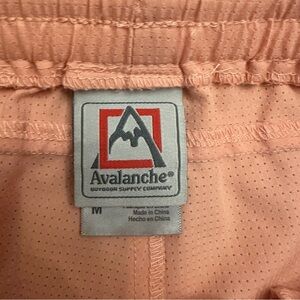 Avalanche®
OUTDOOR SUPPLY COMPANY
M
Made in China
Hecho en China